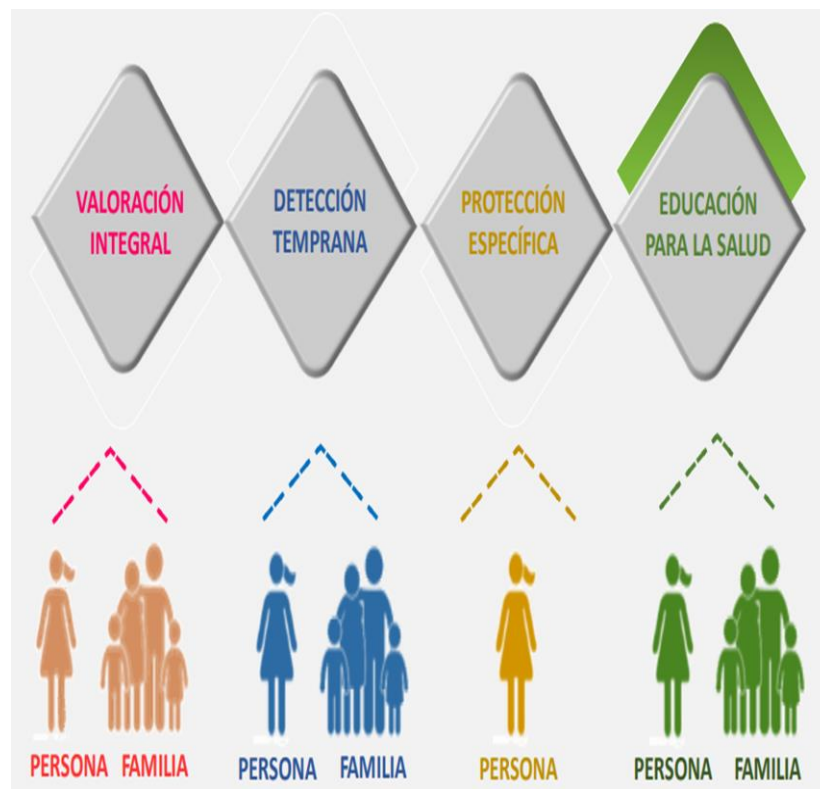 VALORACIÓN
INTEGRAL
DETECCIÓN
TEMPRANA
PROTECCIÓN
ESPECÍFICA
EDUCACIÓN
PARA LA SALUD
PERSONA FAMILIA
PERSONA FAMILIA
PERSONA
PERSONA FAMILIA